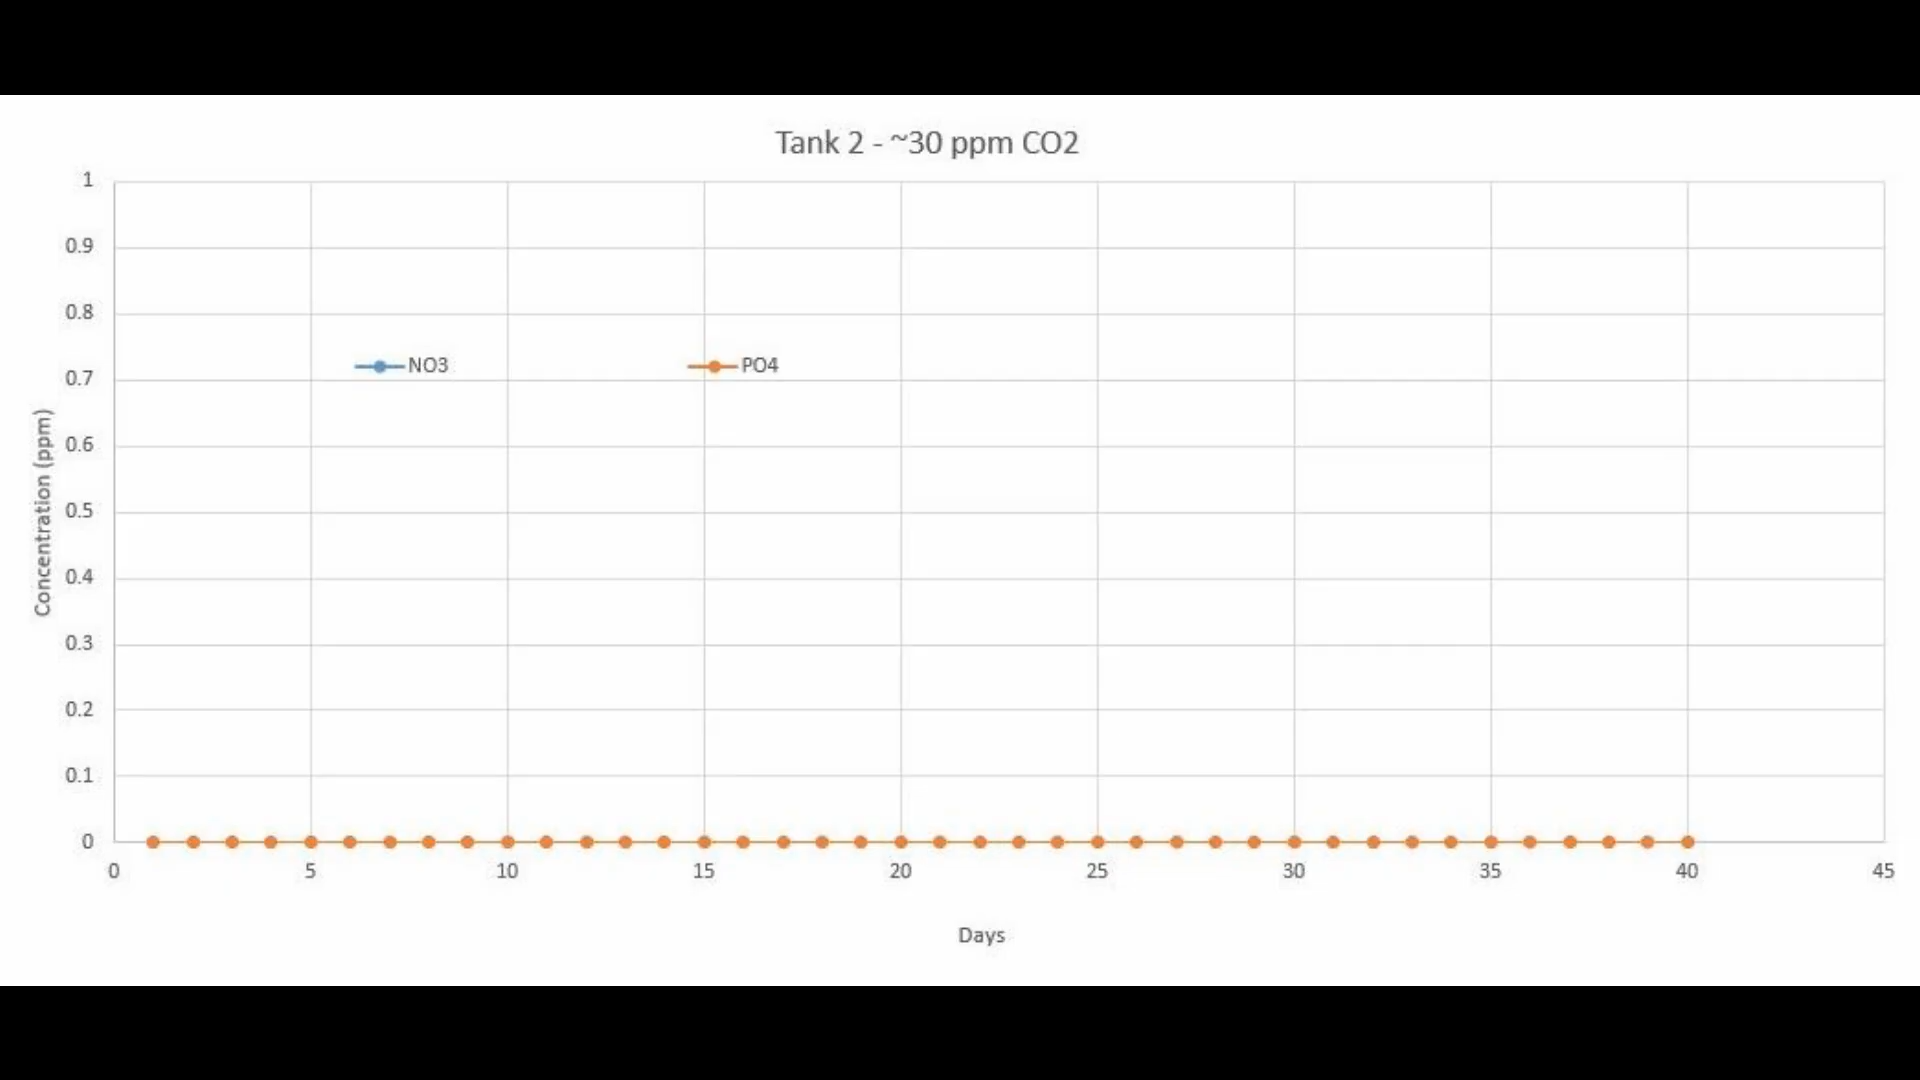 Tank 2 - ~30 ppm CO2
1
0.9
0.8
NO3 PO4
0.7
0.6
0.5
0.4
0.3
0.2
0.1
0
Concentration (ppm)
0 5 10 15 20 25 30 35 40 45
Days